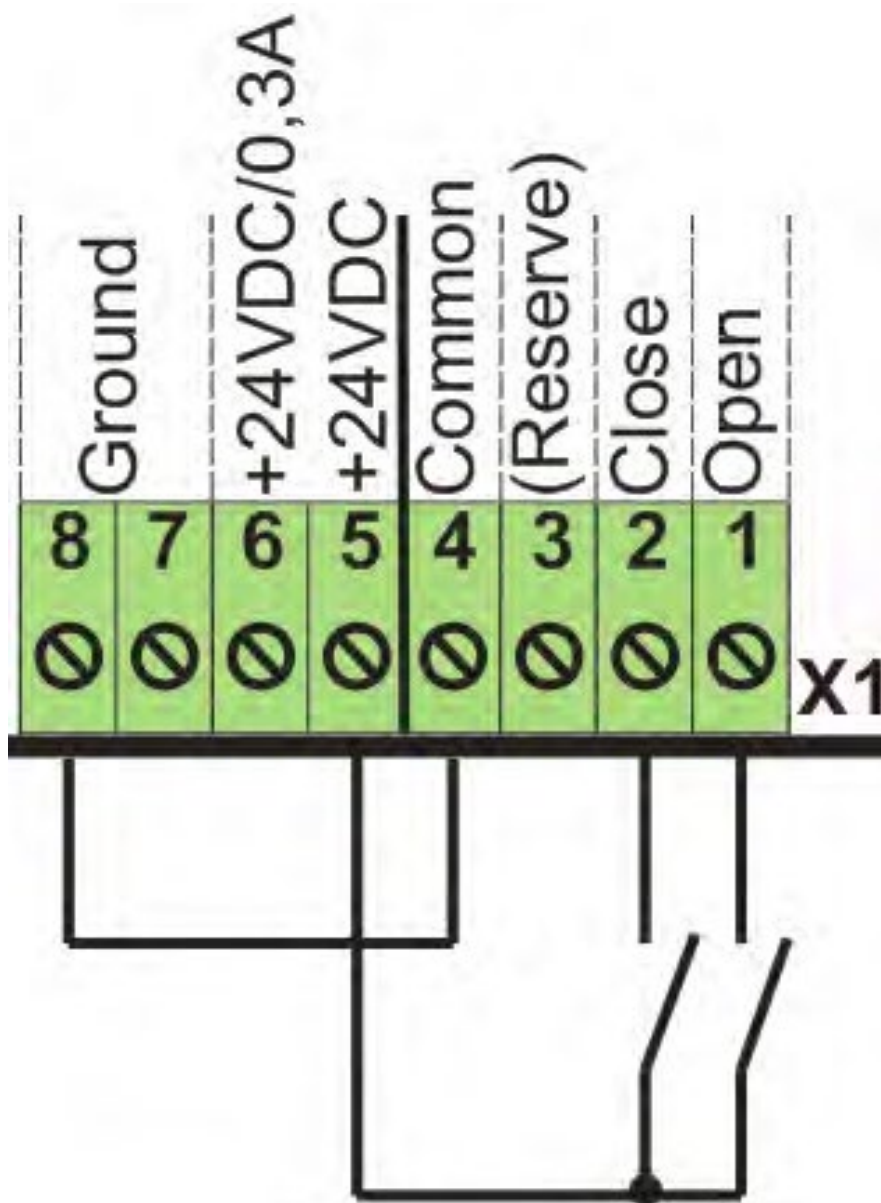 Ground
+24VDC/0,3A
+24VDC
Common
(Reserve)
Close
Open
8 7 6 5 4 3 2 1
X1